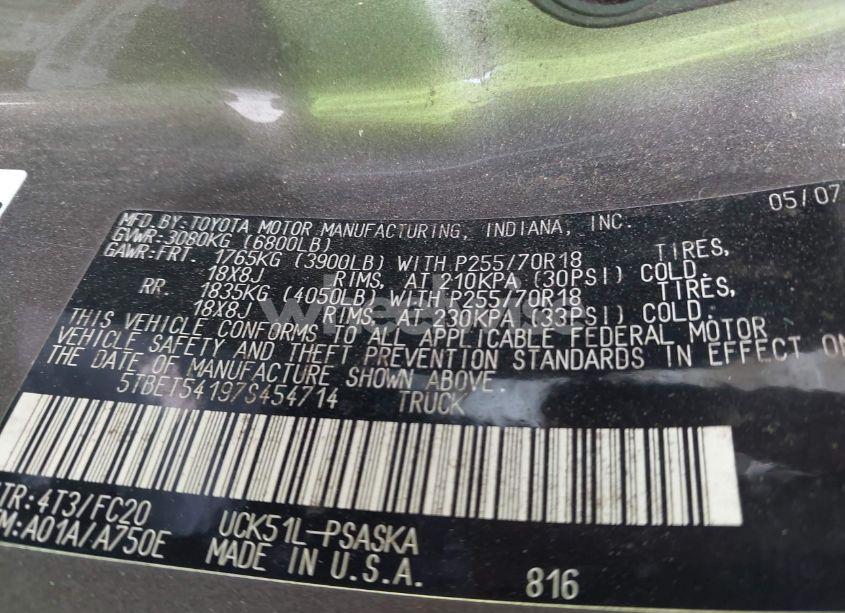 MFD. BY: TOYOTA MOTOR MANUFACTURING, INDIANA, INC. 05/07
GVWR: 3080KG (6800LB)
GAWR: FRT. 1765KG (3900LB) WITH P255/70R18 TIRES,
18X8J RIMS, AT 210KPA (30PSI) COLD.
RR. 1835KG (4050LB) WITH P255/70R18 TIRES,
18X8J RIMS, AT 230KPA (33PSI) COLD.
THIS VEHICLE CONFORMS TO ALL APPLICABLE FEDERAL MOTOR
VEHICLE SAFETY AND THEFT PREVENTION STANDARDS IN EFFECT ON
THE DATE OF MANUFACTURE SHOWN ABOVE.
5TBET54197S454714 TRUCK
TR: 4T3/FC20
M: A01A/A750E UCK51L-PSASKA
MADE IN U.S.A. 816